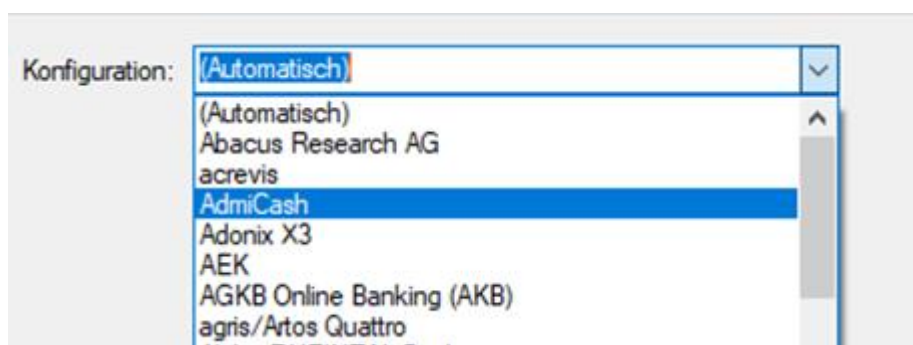 Konfiguration: (Automatisch)
(Automatisch)
Abacus Research AG
acrevis
AdmiCash
Adonix X3
AEK
AGKB Online Banking (AKB)
agris/Artos Quattro